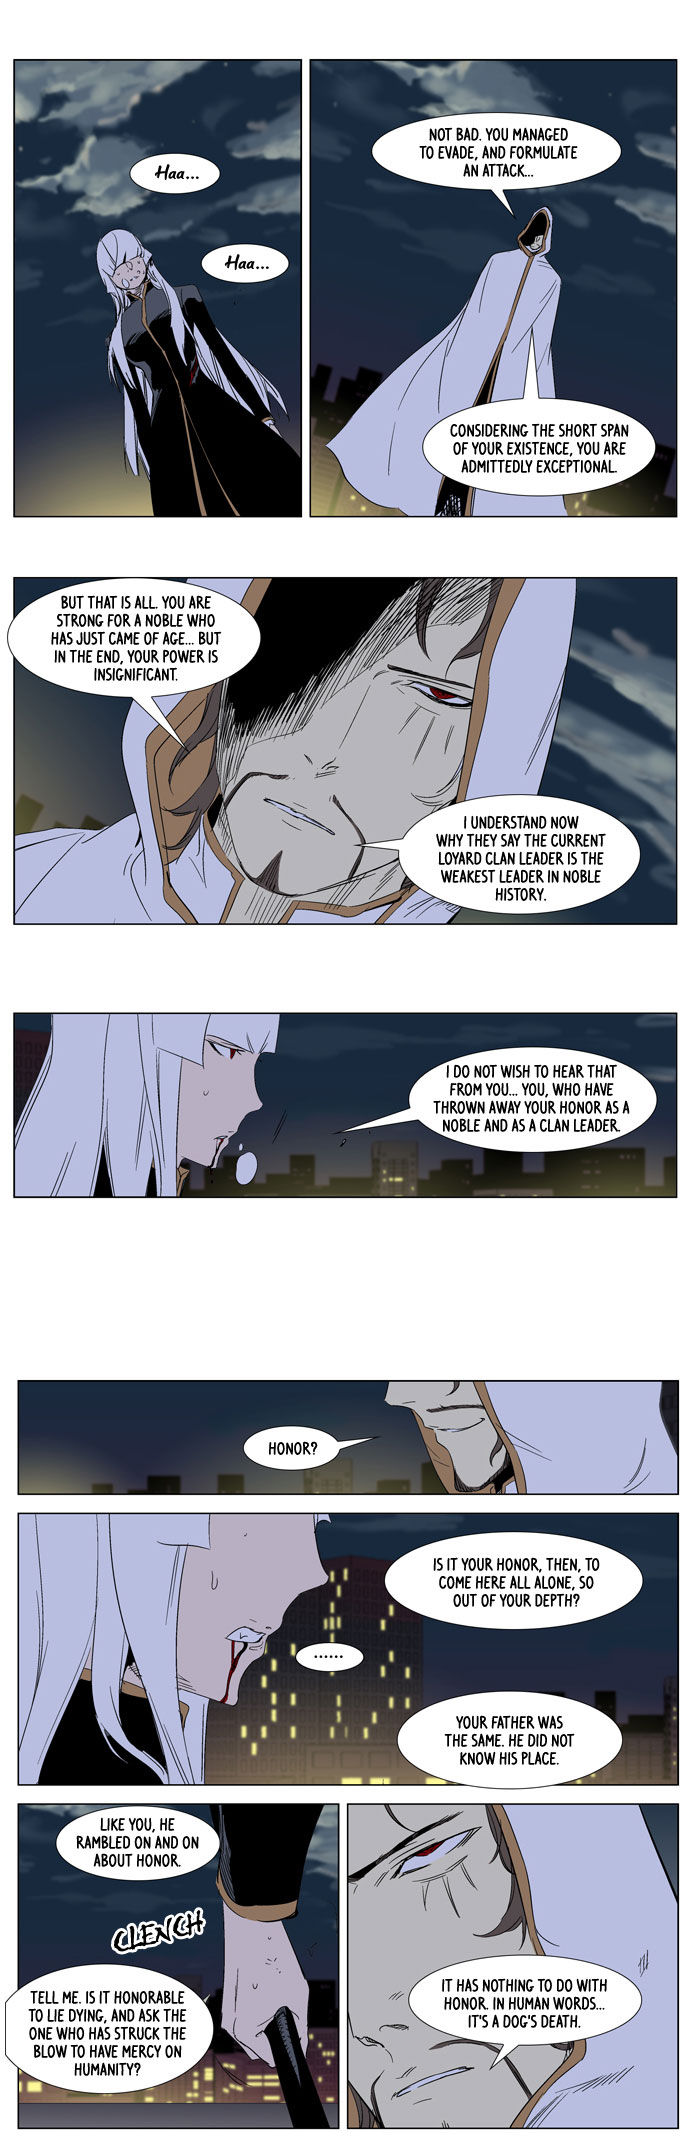 Haa...
Haa...
NOT BAD. YOU MANAGED
TO EVADE, AND FORMULATE
AN ATTACK...
CONSIDERING THE SHORT SPAN
OF YOUR EXISTENCE, YOU ARE
ADMITTEDLY EXCEPTIONAL.
BUT THAT IS ALL. YOU ARE
STRONG FOR A NOBLE WHO
HAS JUST CAME OF AGE... BUT
IN THE END, YOUR POWER IS
INSIGNIFICANT.
I UNDERSTAND NOW
WHY THEY SAY THE CURRENT
LOYARD CLAN LEADER IS THE
WEAKEST LEADER IN NOBLE
HISTORY.
I DO NOT WISH TO HEAR THAT
FROM YOU... YOU, WHO HAVE
THROWN AWAY YOUR HONOR AS A
NOBLE AND AS A CLAN LEADER.
HONOR?
IS IT YOUR HONOR, THEN, TO
COME HERE ALL ALONE, SO
OUT OF YOUR DEPTH?
......
YOUR FATHER WAS
THE SAME. HE DID NOT
KNOW HIS PLACE.
LIKE YOU, HE
RAMBLED ON AND ON
ABOUT HONOR.
CLENCH
TELL ME. IS IT HONORABLE
TO LIE DYING, AND ASK THE
ONE WHO HAS STRUCK THE
BLOW TO HAVE MERCY ON
HUMANITY?
IT HAS NOTHING TO DO WITH
HONOR. IN HUMAN WORDS...
IT'S A DOG'S DEATH.